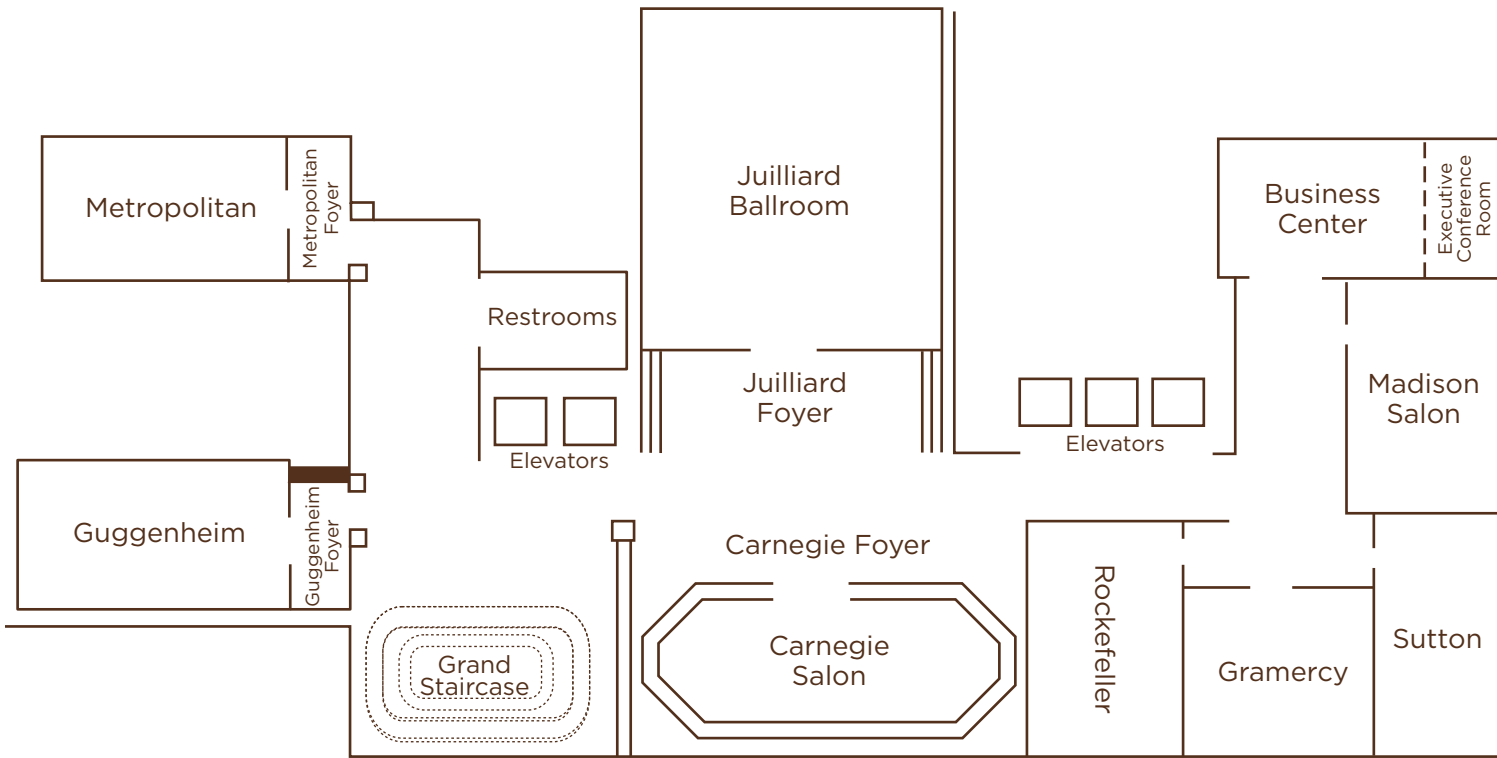 Metropolitan
Metropolitan
Foyer
Restrooms
Elevators
Guggenheim
Guggenheim
Foyer
Grand
Staircase
Juilliard
Ballroom
Juilliard
Foyer
Carnegie Foyer
Carnegie
Salon
Elevators
Business
Center
Executive
Conference
Room
Madison
Salon
Rockefeller
Gramercy
Sutton